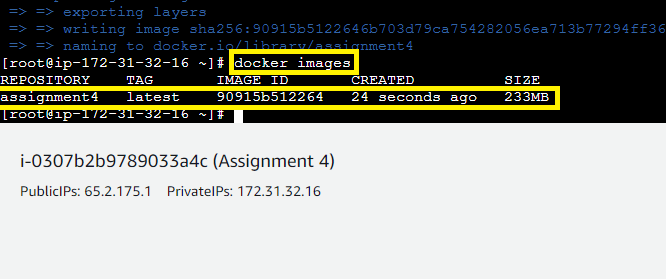 => => exporting layers
=> => writing image sha256:90915b5122646b703d79ca754282056ea713b77294ff36
=> => naming to docker.io/library/assignment4
[root@ip-172-31-32-16 ~]# docker images
REPOSITORY TAG IMAGE ID CREATED SIZE
assignment4 latest 90915b512264 24 seconds ago 233MB
[root@ip-172-31-32-16 ~]#
i-0307b2b9789033a4c (Assignment 4)
PublicIPs: 65.2.175.1 PrivateIPs: 172.31.32.16